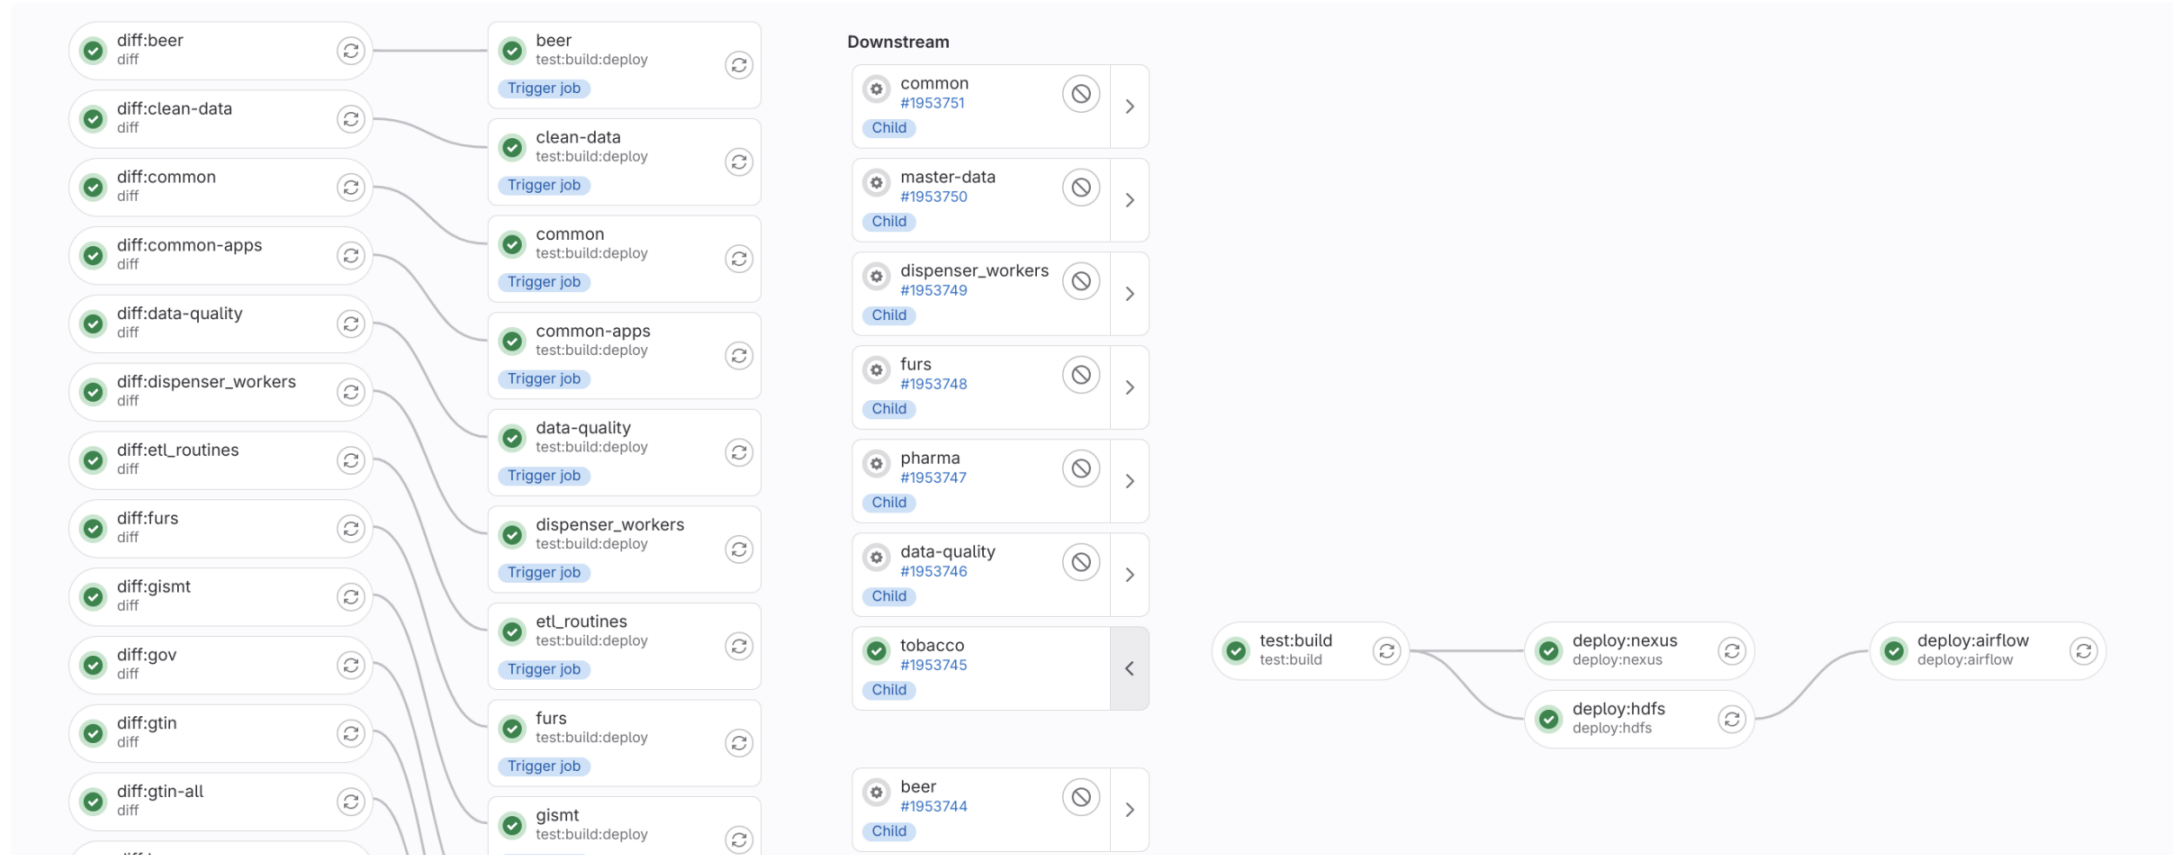 diff:beer
diff
diff:clean-data
diff
diff:common
diff
diff:common-apps
diff
diff:data-quality
diff
diff:dispenser_workers
diff
diff:etl_routines
diff
diff:furs
diff
diff:gismt
diff
diff:gov
diff
diff:gtin
diff
diff:gtin-all
diff
beer
test:build:deploy
Trigger job
clean-data
test:build:deploy
Trigger job
common
test:build:deploy
Trigger job
common-apps
test:build:deploy
Trigger job
data-quality
test:build:deploy
Trigger job
dispenser_workers
test:build:deploy
Trigger job
etl_routines
test:build:deploy
Trigger job
furs
test:build:deploy
Trigger job
gismt
test:build:deploy
Downstream
common
#1953751
Child
master-data
#1953750
Child
dispenser_workers
#1953749
Child
furs
#1953748
Child
pharma
#1953747
Child
data-quality
#1953746
Child
tobacco
#1953745
Child
beer
#1953744
Child
test:build
test:build
deploy:nexus
deploy:nexus
deploy:hdfs
deploy:hdfs
deploy:airflow
deploy:airflow